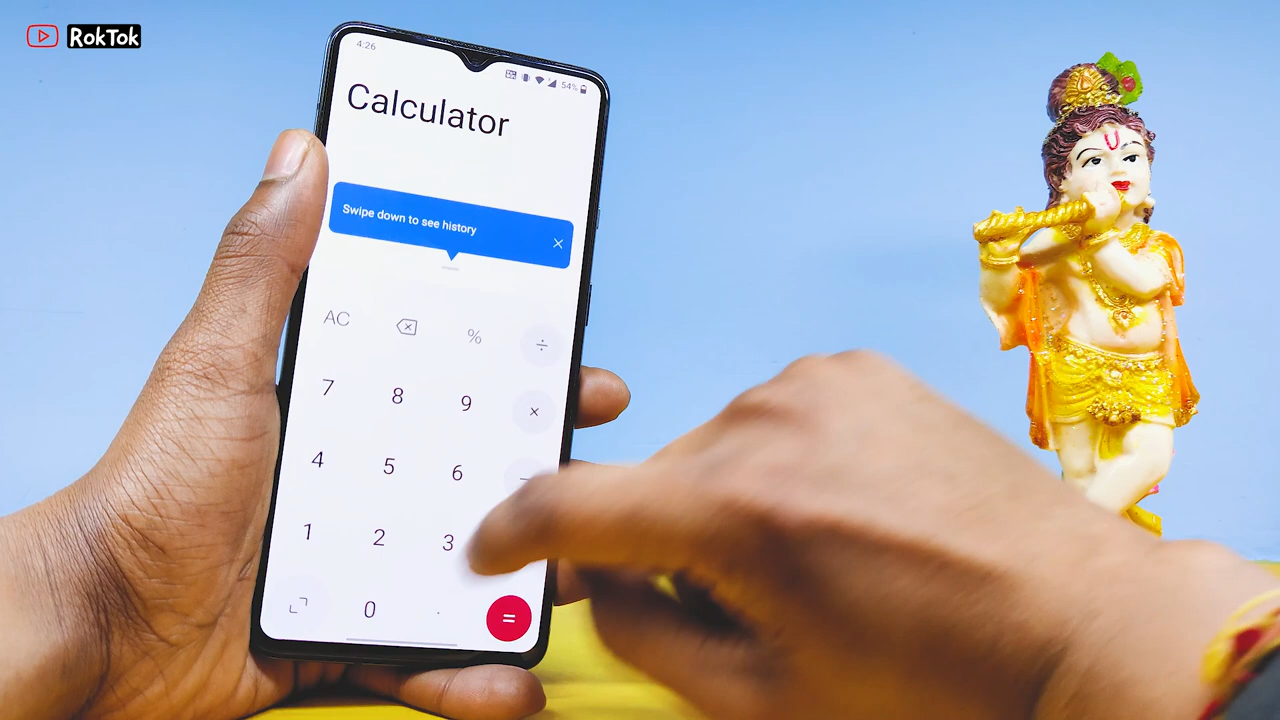 RokTok
4:26
54%
Calculator
Swipe down to see history ×
AC % ÷
7 8 9 ×
4 5 6 −
1 2 3
0 . =